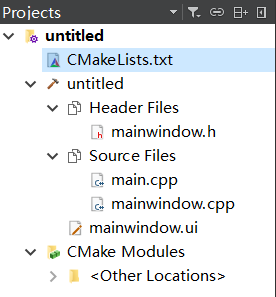 Projects
untitled
CMakeLists.txt
untitled
Header Files
mainwindow.h
Source Files
main.cpp
mainwindow.cpp
mainwindow.ui
CMake Modules
<Other Locations>